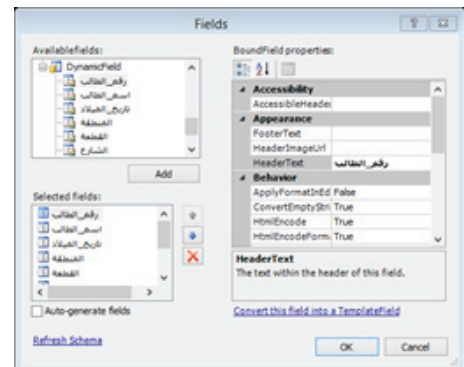 Fields
Availablefields:
DynamicField
رقم_الطالب
اسم_الطالب
تاريخ_الميلاد
المنطقة
القطعة
الشارع
Add
Selected fields:
رقم_الطالب
اسم_الطالب
تاريخ_الميلاد
المنطقة
القطعة
Auto-generate fields
Refresh Schema
BoundField properties:
Accessibility
AccessibleHeader
Appearance
FooterText
HeaderImageUrl
HeaderText رقم_الطالب
Behavior
ApplyFormatInEd False
ConvertEmptyStri True
HtmlEncode True
HtmlEncodeForm True
HeaderText
The text within the header of this field.
Convert this field into a TemplateField
OK Cancel